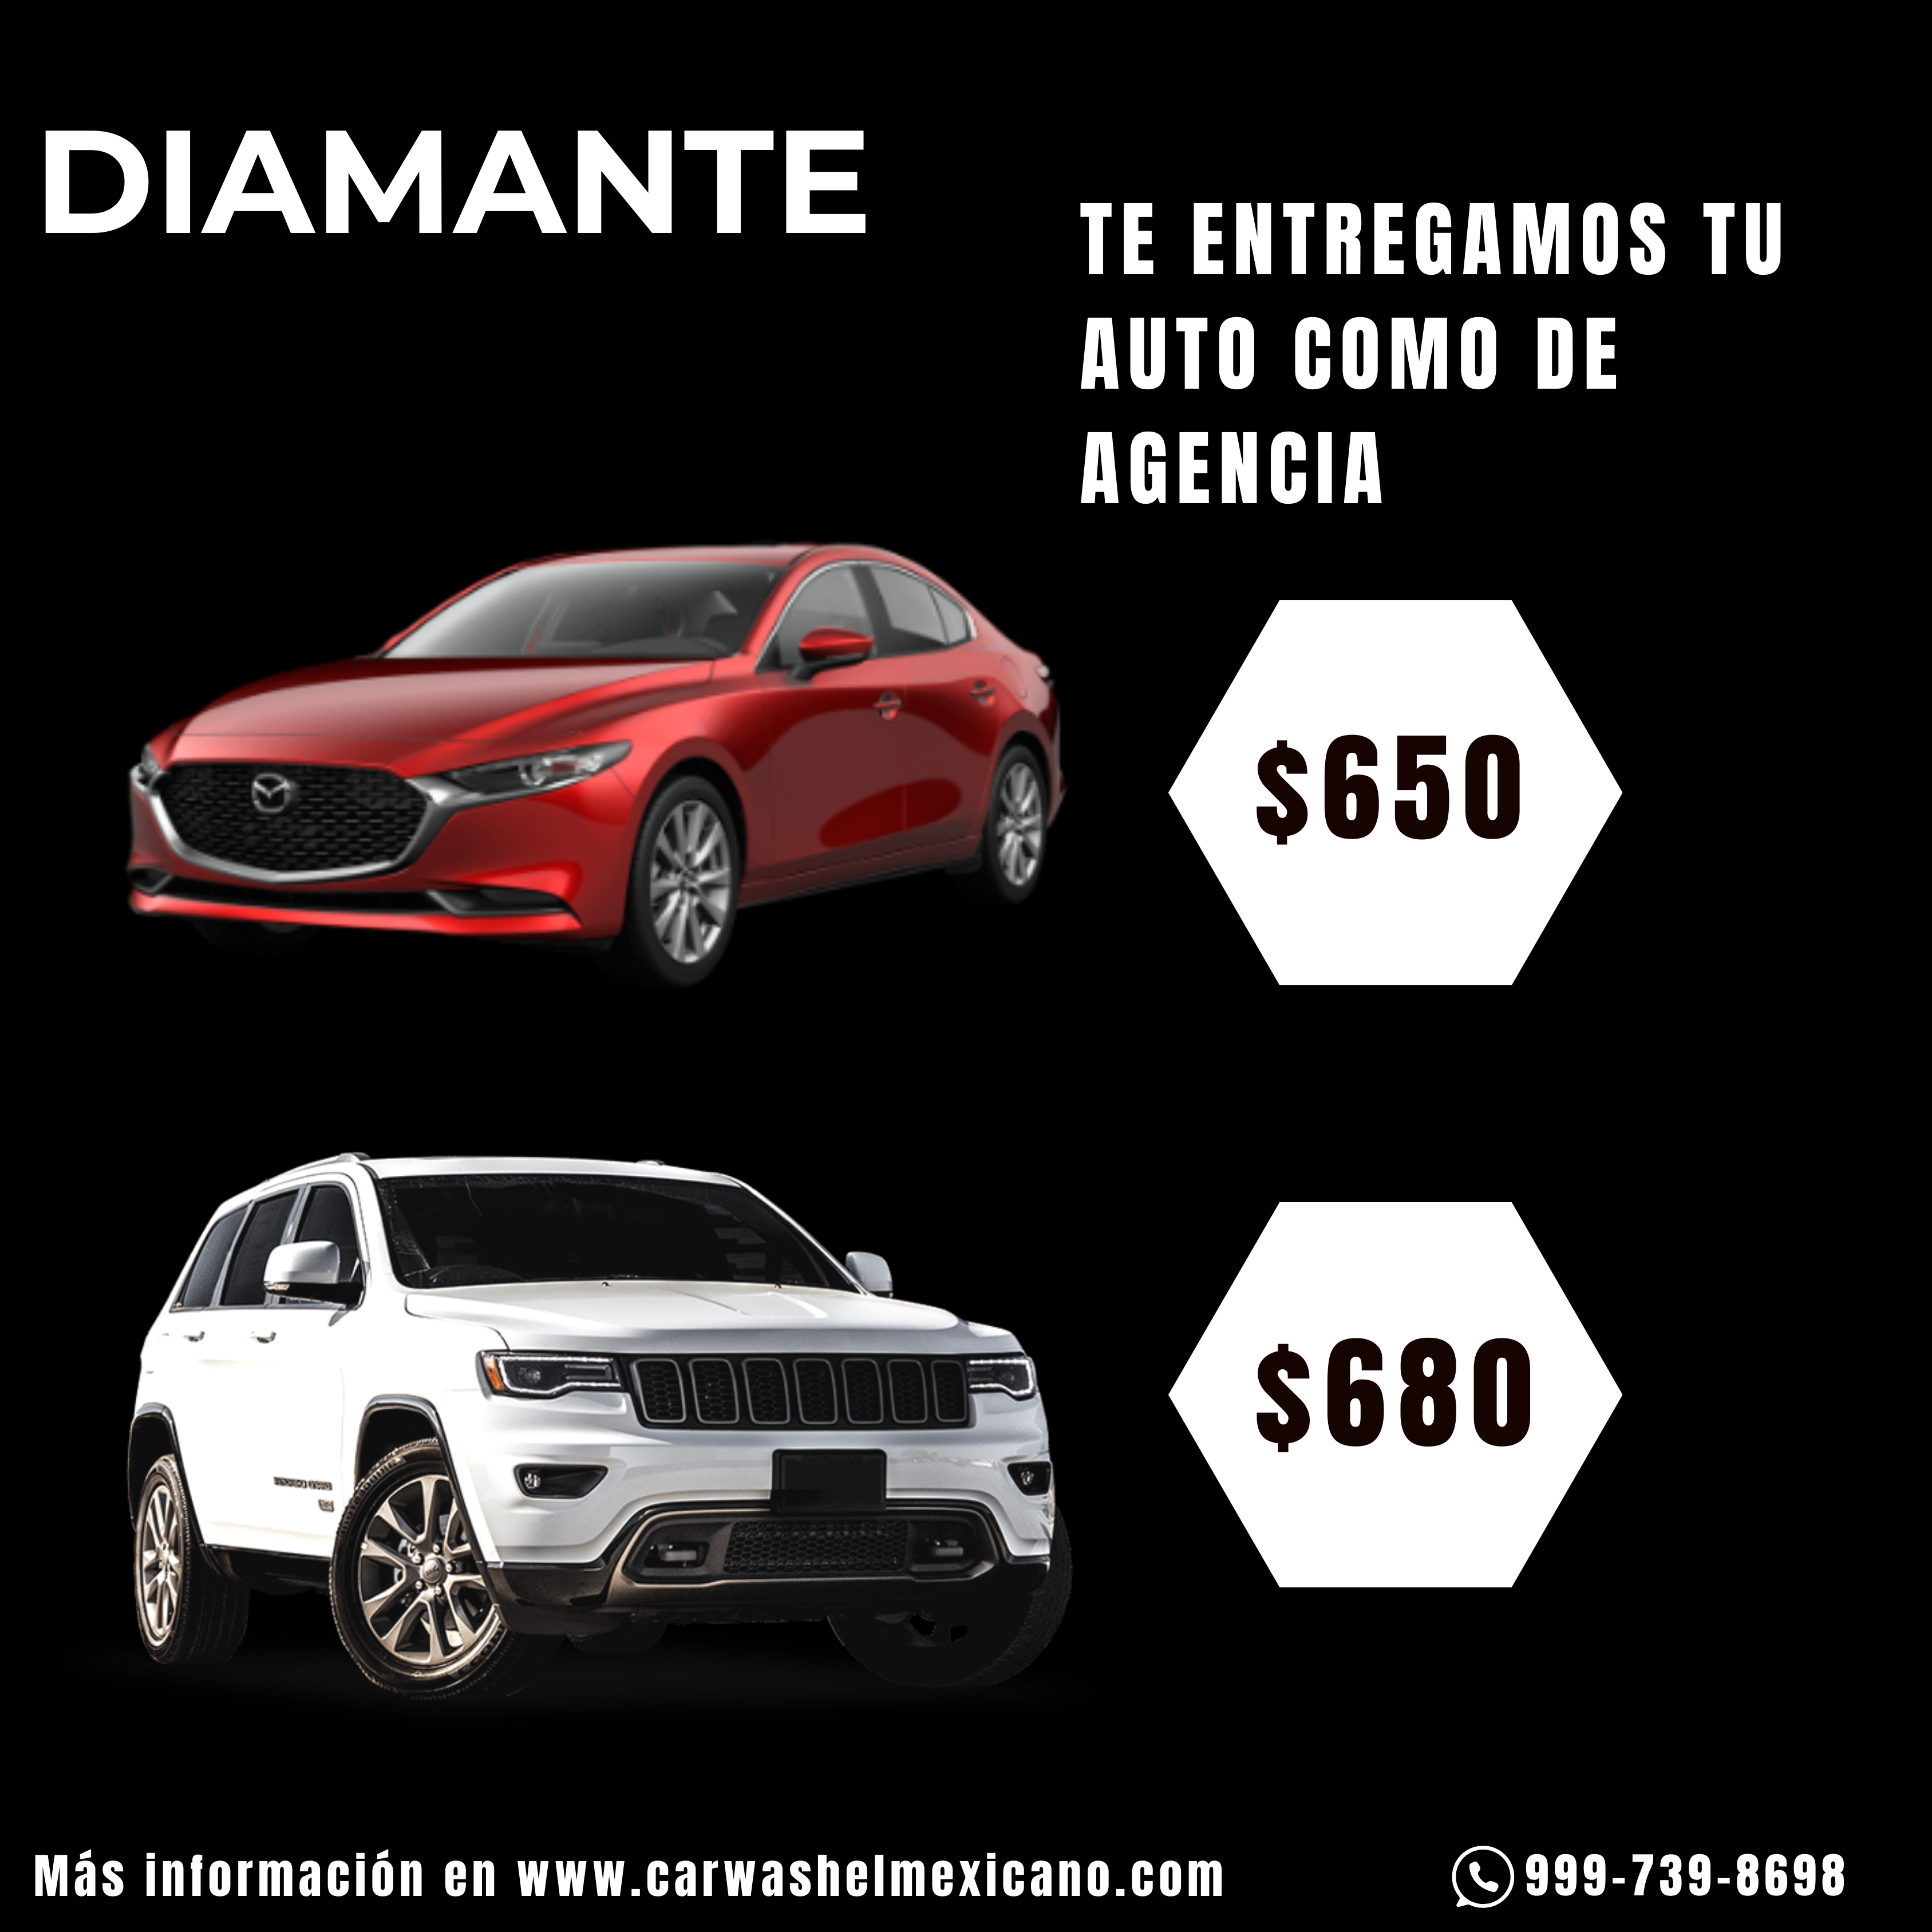 DIAMANTE
TE ENTREGAMOS TU
AUTO COMO DE
AGENCIA
$650
$680
Más información en www.carwashelmexicano.com
999-739-8698